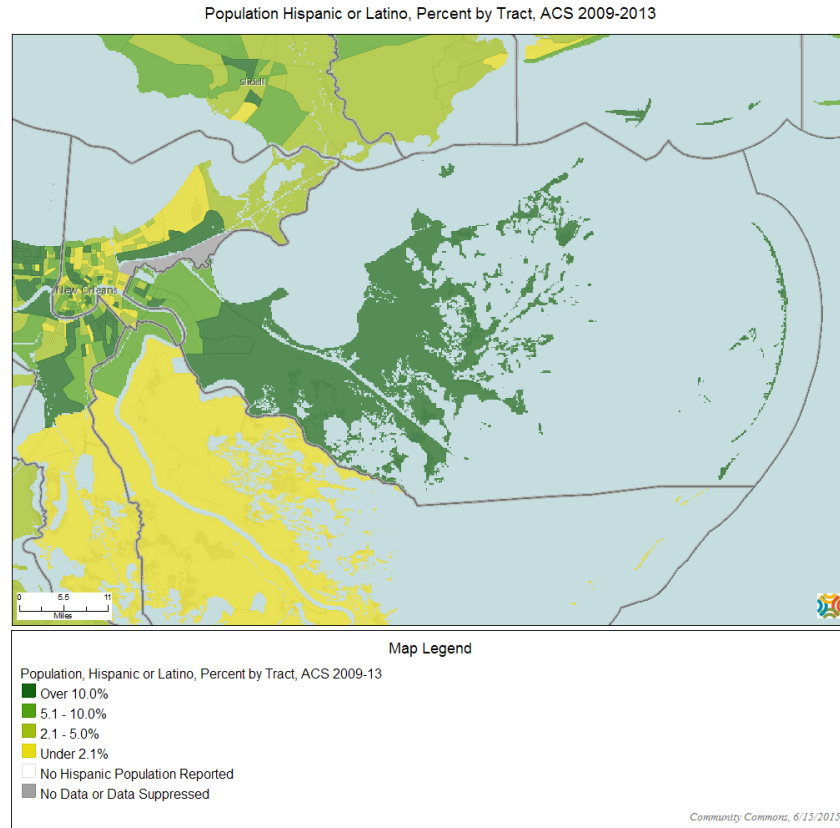 Population Hispanic or Latino, Percent by Tract, ACS 2009-2013
Slidell
New Orleans
0 5.5 11
Miles
Map Legend
Population, Hispanic or Latino, Percent by Tract, ACS 2009-13
Over 10.0%
5.1 - 10.0%
2.1 - 5.0%
Under 2.1%
No Hispanic Population Reported
No Data or Data Suppressed
Community Commons, 6/15/2015